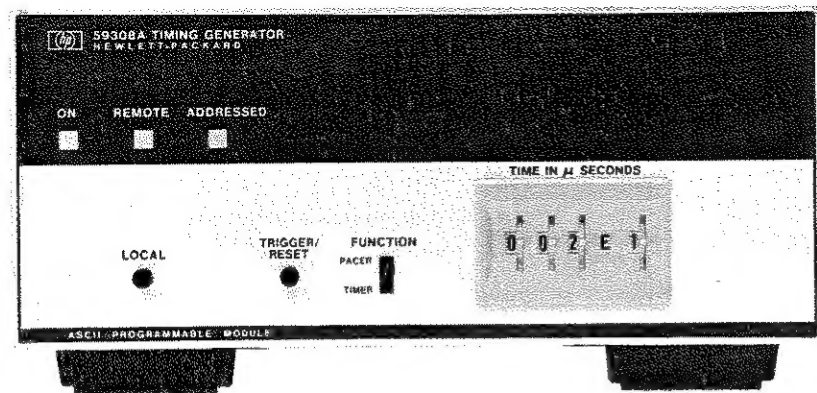 hp 59308A TIMING GENERATOR
HEWLETT-PACKARD
ON REMOTE ADDRESSED
TIME IN μ SECONDS
0 0 2 E 1
LOCAL
TRIGGER/
RESET
FUNCTION
PACER
TIMER
ASCII PROGRAMMABLE MODULE